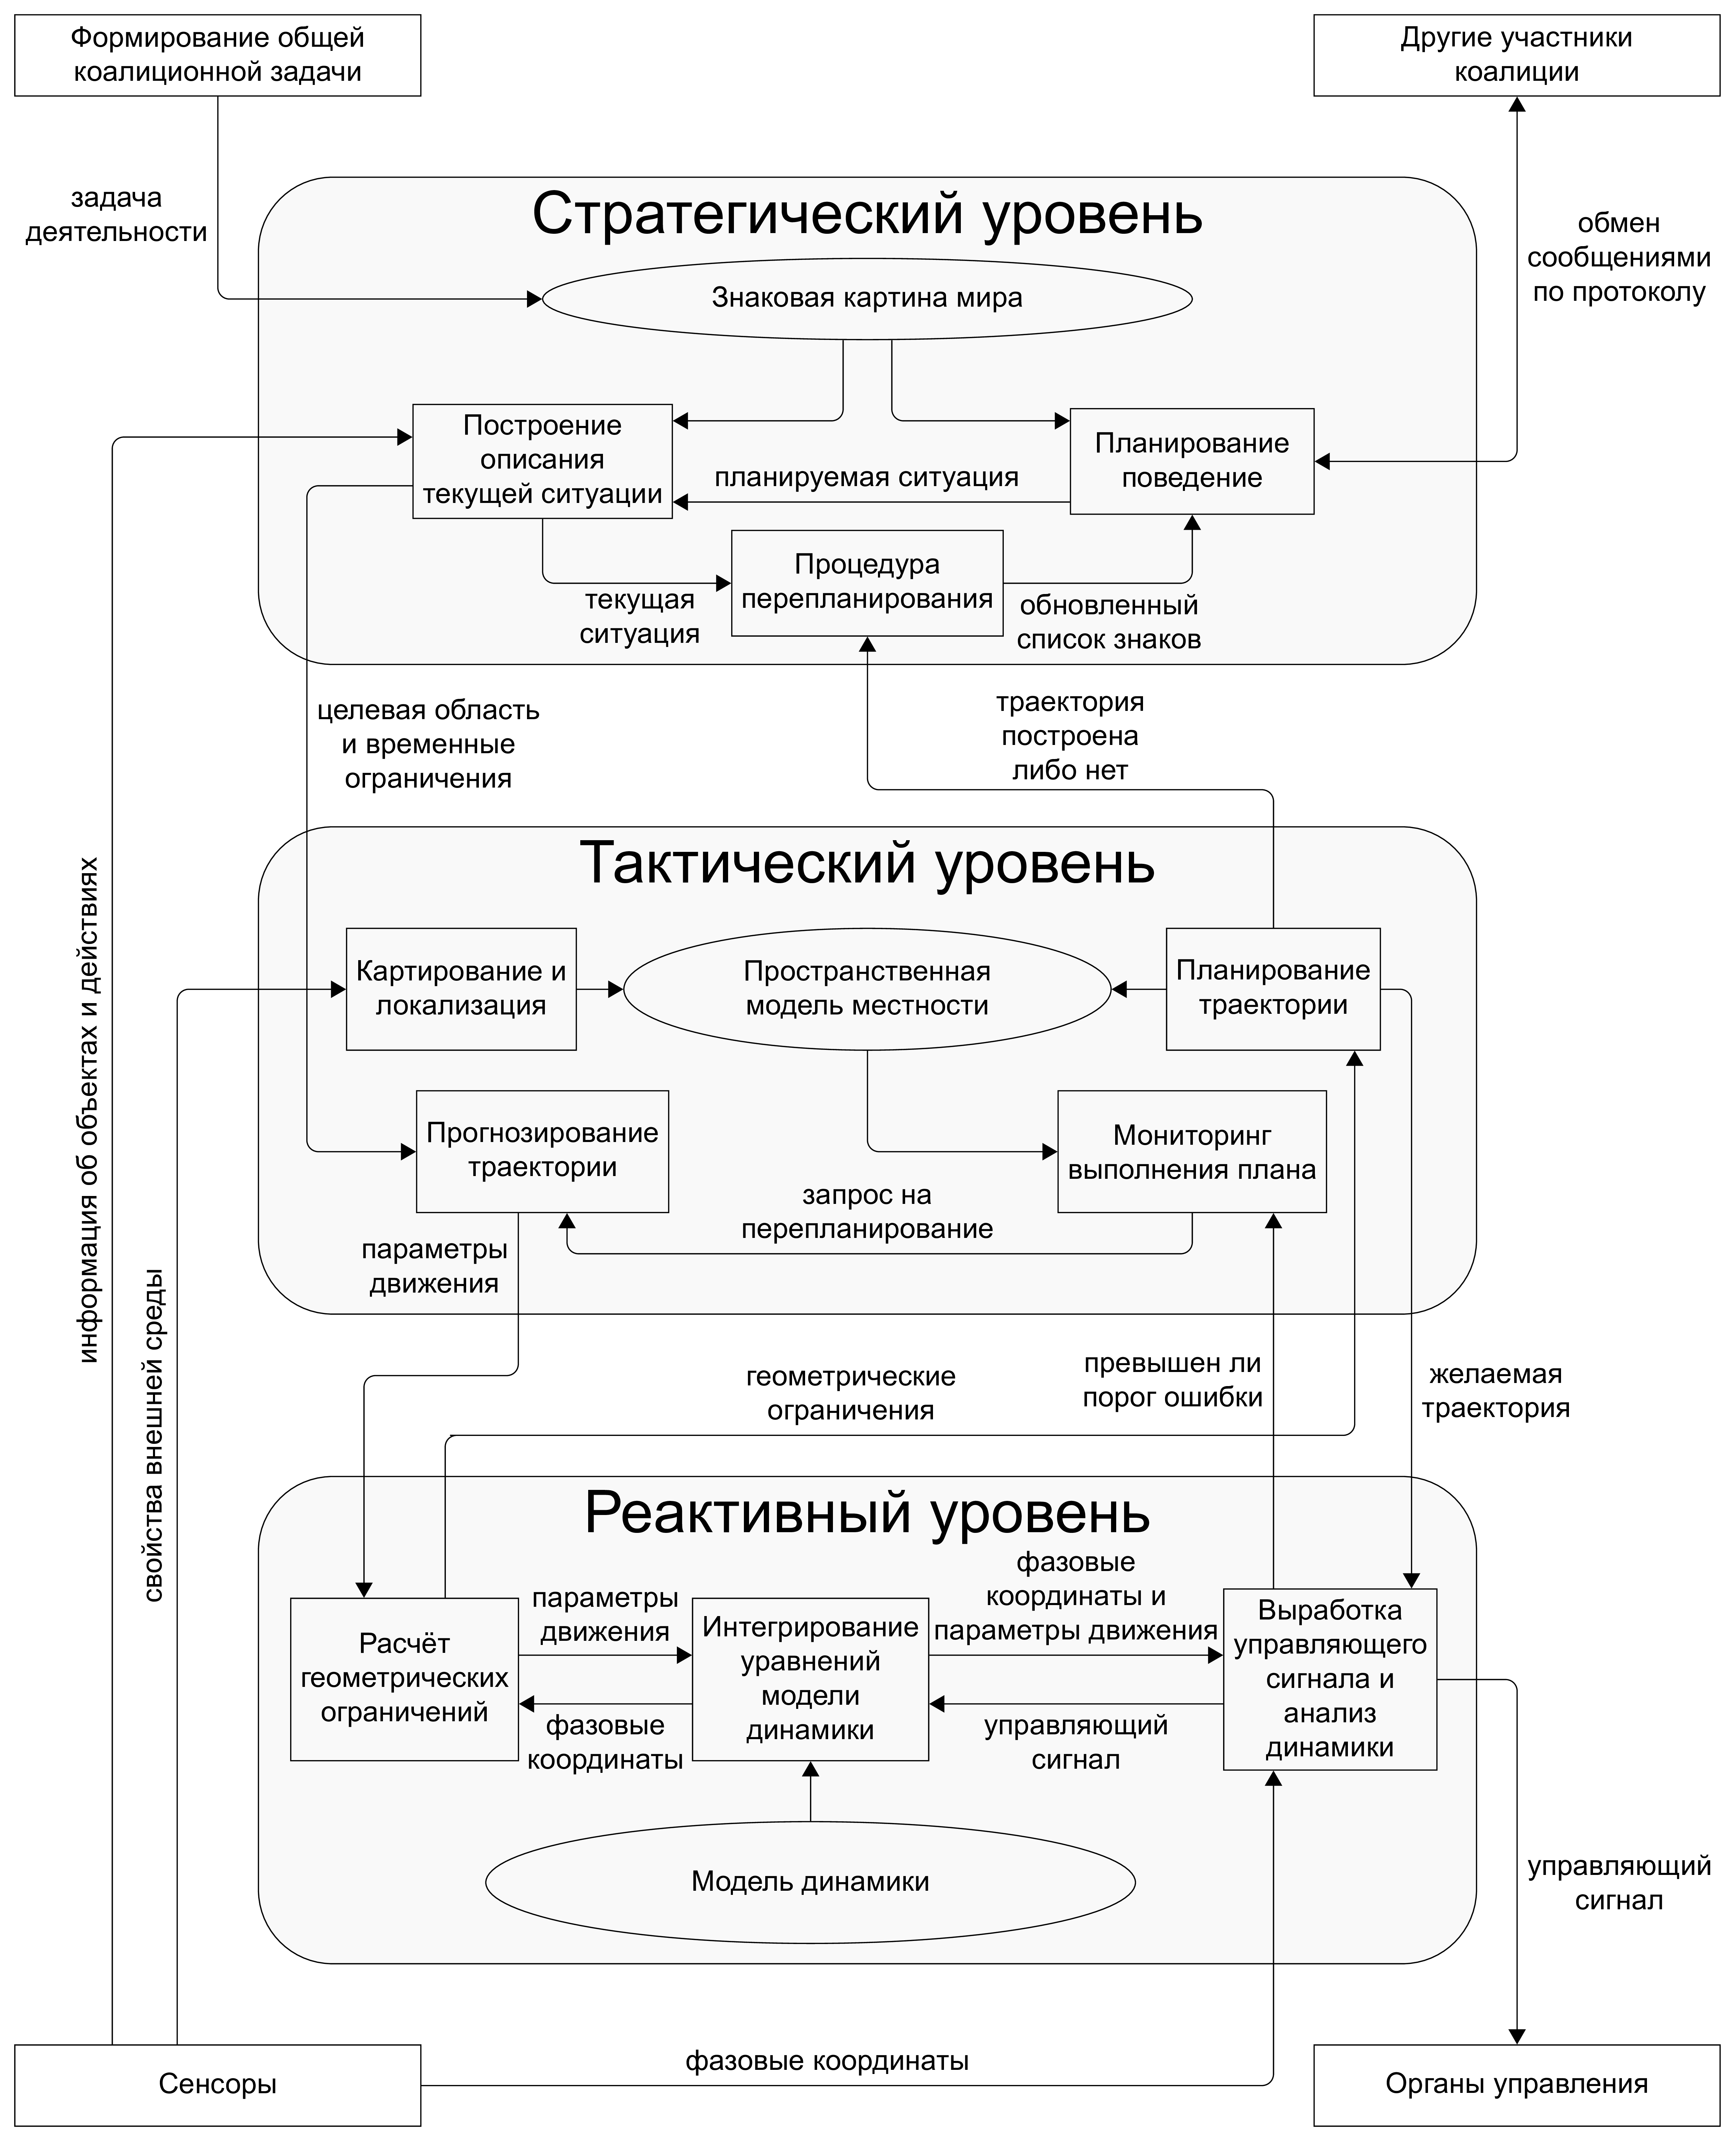 Формирование общей
коалиционной задачи
Другие участники
коалиции
задача
деятельности
обмен
сообщениями
по протоколу
Стратегический уровень
Знаковая картина мира
Построение
описания
текущей ситуации
планируемая ситуация
Планирование
поведение
Процедура
перепланирования
текущая
ситуация
обновленный
список знаков
целевая область
и временные
ограничения
траектория
построена
либо нет
информация об объектах и действиях
свойства внешней среды
Тактический уровень
Картирование и
локализация
Пространственная
модель местности
Планирование
траектории
Прогнозирование
траектории
Мониторинг
выполнения плана
запрос на
перепланирование
параметры
движения
геометрические
ограничения
превышен ли
порог ошибки
желаемая
траектория
Реактивный уровень
Расчёт
геометрических
ограничений
параметры
движения
фазовые
координаты
Интегрирование
уравнений
модели
динамики
фазовые
координаты и
параметры движения
управляющий
сигнал
Выработка
управляющего
сигнала и
анализ
динамики
Модель динамики
управляющий
сигнал
Сенсоры
фазовые координаты
Органы управления